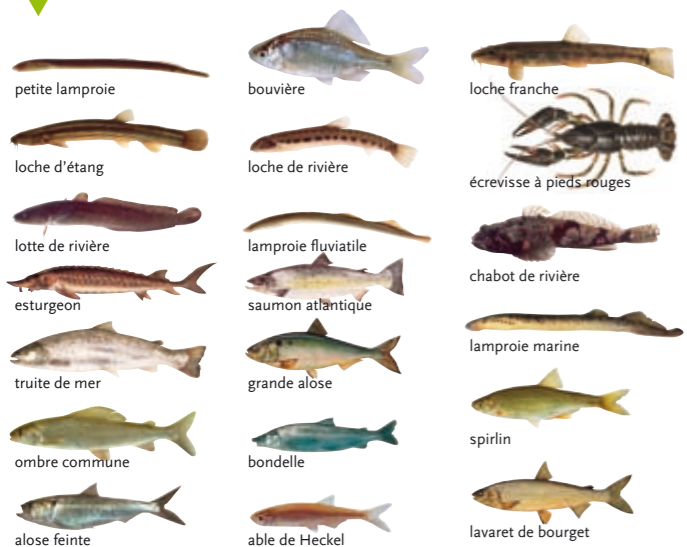 petite lamproie
loche d'étang
lotte de rivière
esturgeon
truite de mer
ombre commune
alose feinte
bouvière
loche de rivière
lamproie fluviatile
saumon atlantique
grande alose
bondelle
able de Heckel
loche franche
écrevisse à pieds rouges
chabot de rivière
lamproie marine
spirlin
lavaret de bourget